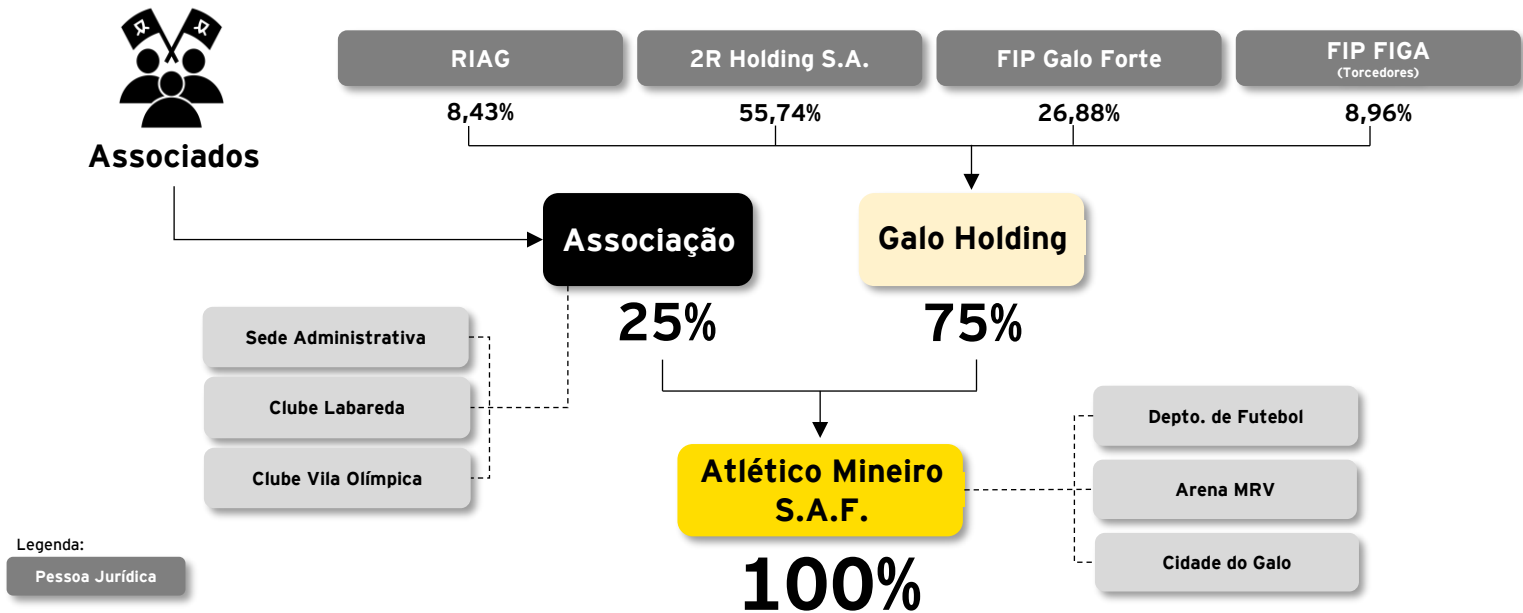 RIAG
2R Holding S.A.
FIP Galo Forte
FIP FIGA
(Torcedores)
8,43%
55,74%
26,88%
8,96%
Associados
Associação
Galo Holding
25%
75%
Sede Administrativa
Clube Labareda
Clube Vila Olímpica
Atlético Mineiro
S.A.F.
100%
Depto. de Futebol
Arena MRV
Cidade do Galo
Legenda:
Pessoa Jurídica